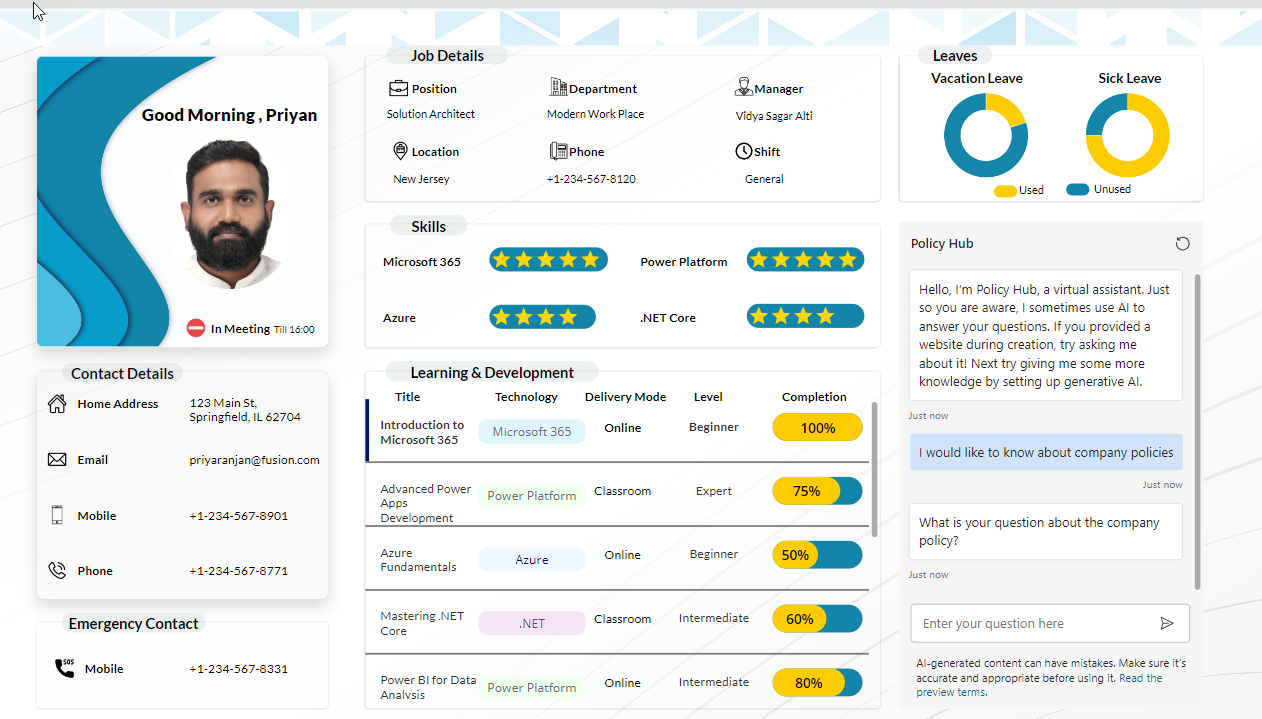 Good Morning , Priyan
In Meeting Till 16:00
Contact Details
Home Address
123 Main St,
Springfield, IL 62704
Email
priyaranjan@fusion.com
Mobile
+1-234-567-8901
Phone
+1-234-567-8771
Emergency Contact
SOS
Mobile
+1-234-567-8331
Job Details
Position
Solution Architect
Department
Modern Work Place
Manager
Vidya Sagar Alti
Location
New Jersey
Phone
+1-234-567-8120
Shift
General
Skills
Microsoft 365
Power Platform
Azure
.NET Core
Learning & Development
Title Technology Delivery Mode Level Completion
Introduction to
Microsoft 365
Microsoft 365
Online
Beginner
100%
Advanced Power
Apps
Development
Power Platform
Classroom
Expert
75%
Azure
Fundamentals
Azure
Online
Beginner
50%
Mastering .NET
Core
.NET
Classroom
Intermediate
60%
Power BI for Data
Analysis
Power Platform
Online
Intermediate
80%
Leaves
Vacation Leave
Sick Leave
Used
Unused
Policy Hub
Hello, I'm Policy Hub, a virtual assistant. Just
so you are aware, I sometimes use AI to
answer your questions. If you provided a
website during creation, try asking me
about it! Next try giving me some more
knowledge by setting up generative AI.
Just now
I would like to know about company policies
Just now
What is your question about the company
policy?
Just now
Enter your question here
AI-generated content can have mistakes. Make sure it's
accurate and appropriate before using it. Read the
preview terms.